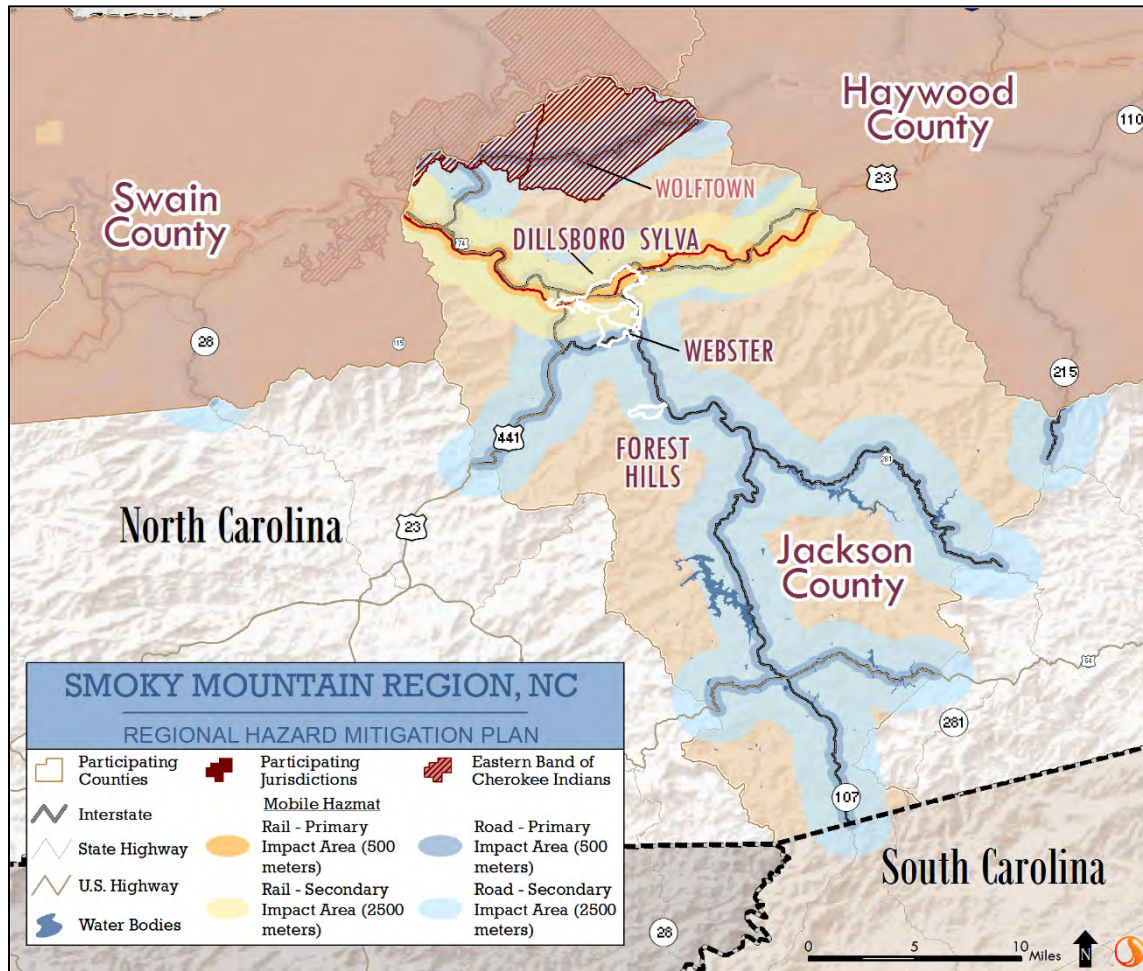 Haywood
County
110
23
WOLFTOWN
Swain
County
DILLSBORO SYLVA
74
28
115
WEBSTER
215
441
FOREST
HILLS
281
North Carolina
23
Jackson
County
64
281
107
South Carolina
28
SMOKY MOUNTAIN REGION, NC
REGIONAL HAZARD MITIGATION PLAN
Participating
Counties
Interstate
State Highway
U.S. Highway
Water Bodies
Participating
Jurisdictions
Mobile Hazmat
Rail - Primary
Impact Area (500
meters)
Rail - Secondary
Impact Area (2500
meters)
Eastern Band of
Cherokee Indians
Road - Primary
Impact Area (500
meters)
Road - Secondary
Impact Area (2500
meters)
0 5 10
Miles
N